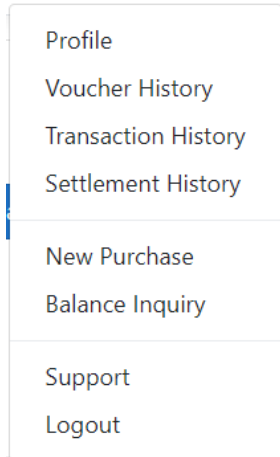 Profile
Voucher History
Transaction History
Settlement History
New Purchase
Balance Inquiry
Support
Logout